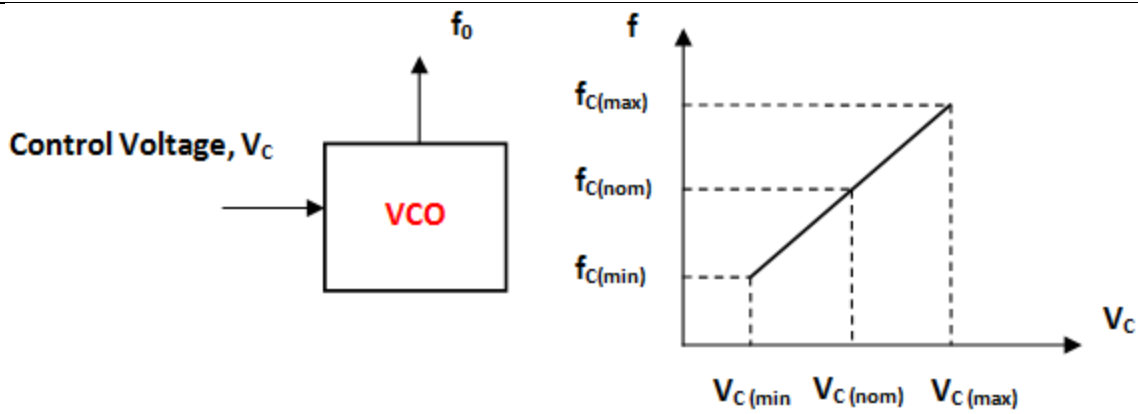 f0
Control Voltage, VC
VCO
f
fC(max)
fC(nom)
fC(min)
VC
VC (min
VC (nom)
VC (max)